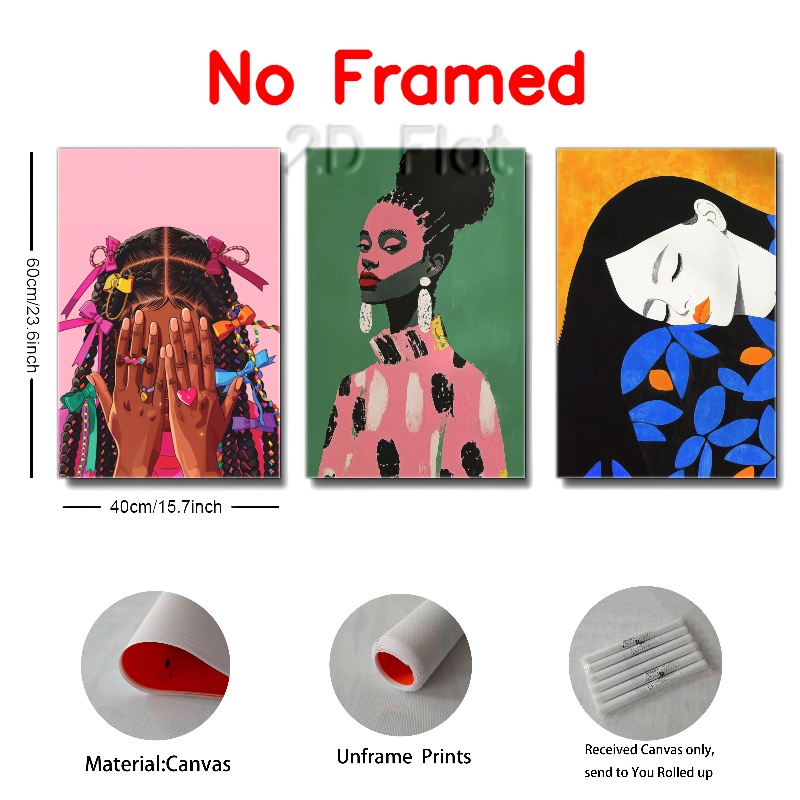 No Framed
2D Flat
60cm/23.6inch
40cm/15.7inch
Material:Canvas
Unframe Prints
Received Canvas only,
send to You Rolled up